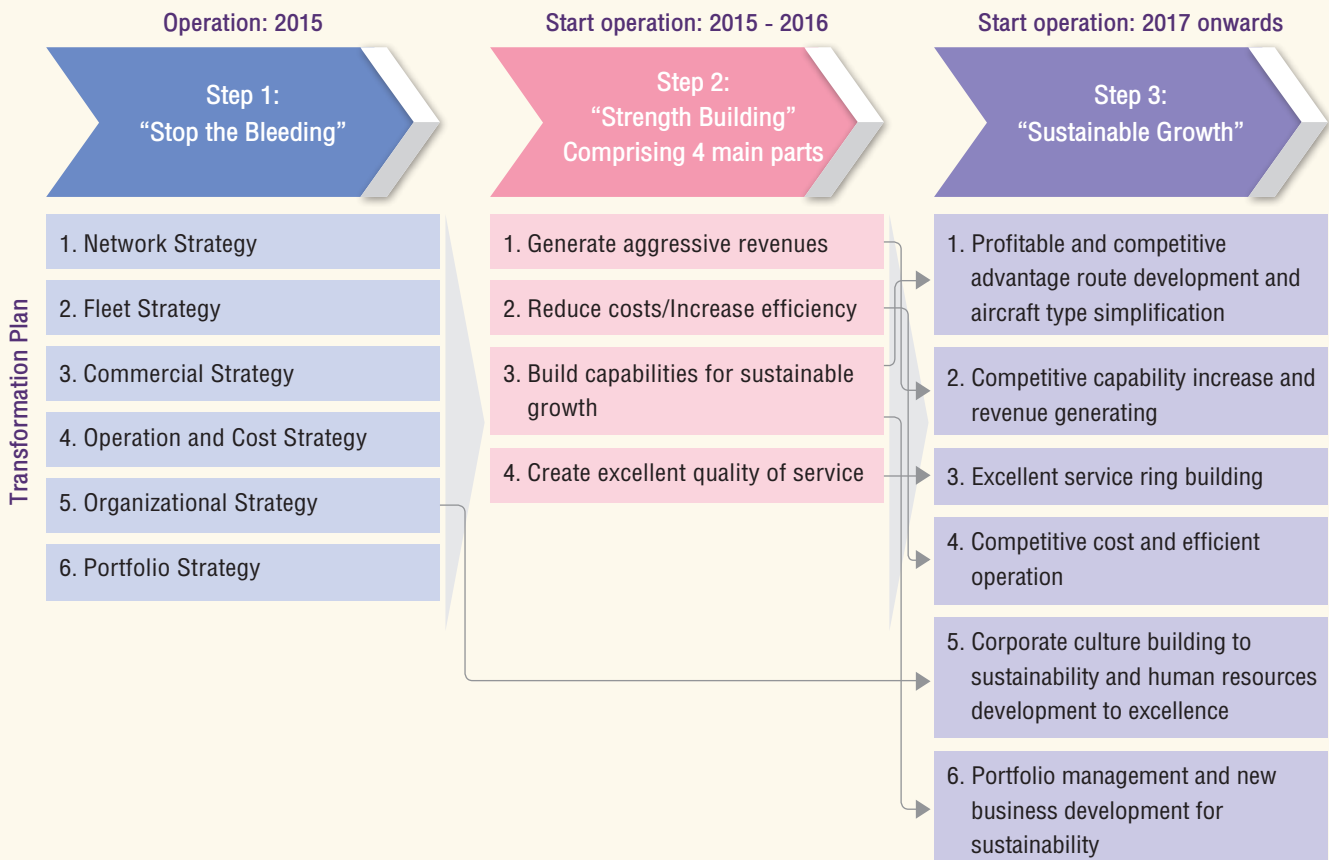 Operation: 2015
Step 1:
“Stop the Bleeding”
Transformation Plan
1. Network Strategy
2. Fleet Strategy
3. Commercial Strategy
4. Operation and Cost Strategy
5. Organizational Strategy
6. Portfolio Strategy
Start operation: 2015 - 2016
Step 2:
“Strength Building”
Comprising 4 main parts
1. Generate aggressive revenues
2. Reduce costs/Increase efficiency
3. Build capabilities for sustainable
growth
4. Create excellent quality of service
Start operation: 2017 onwards
Step 3:
“Sustainable Growth”
1. Profitable and competitive
advantage route development and
aircraft type simplification
2. Competitive capability increase and
revenue generating
3. Excellent service ring building
4. Competitive cost and efficient
operation
5. Corporate culture building to
sustainability and human resources
development to excellence
6. Portfolio management and new
business development for
sustainability